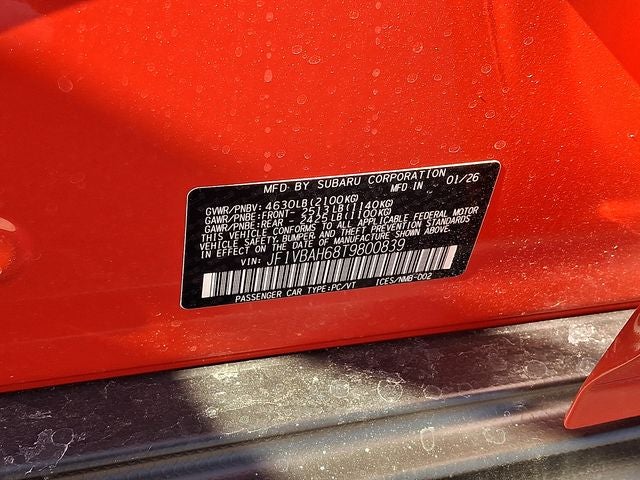 MFD BY SUBARU CORPORATION 01/26
MFD IN
GVWR/PNBV: 4630LB(2100KG)
GAWR/PNBE:FRONT- 2513LB(1140KG)
GAWR/PNBE:REAR - 2425LB(1100KG)
THIS VEHICLE CONFORMS TO ALL APPLICABLE FEDERAL MOTOR
VEHICLE SAFETY, BUMPER, AND THEFT PREVENTION STANDARDS
IN EFFECT ON THE DATE OF MANUFACTURE SHOWN ABOVE.
VIN: JF1VBAH68T9800839
PASSENGER CAR TYPE:PC/VT ICES/NMB-002